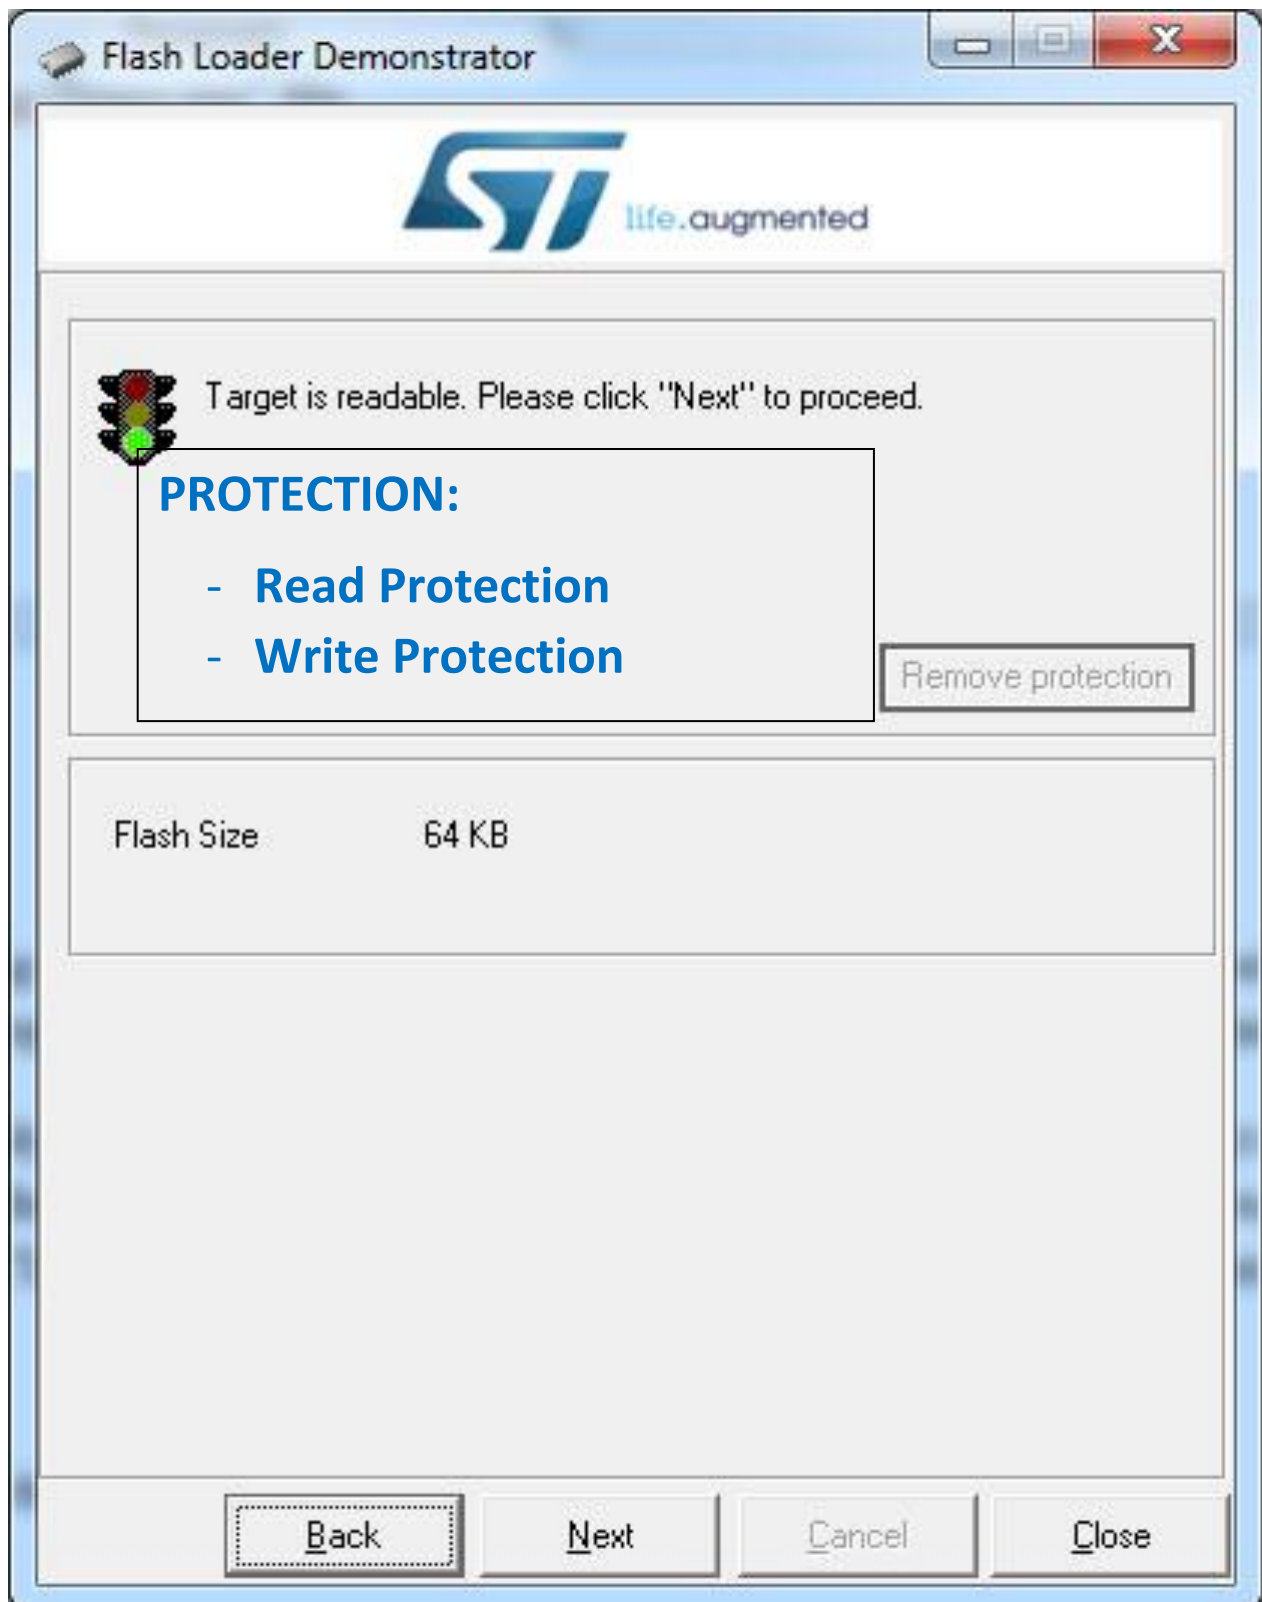 Flash Loader Demonstrator
ST life.augmented
Target is readable. Please click "Next" to proceed.
PROTECTION:
- Read Protection
- Write Protection
Remove protection
Flash Size 64 KB
Back Next Cancel Close